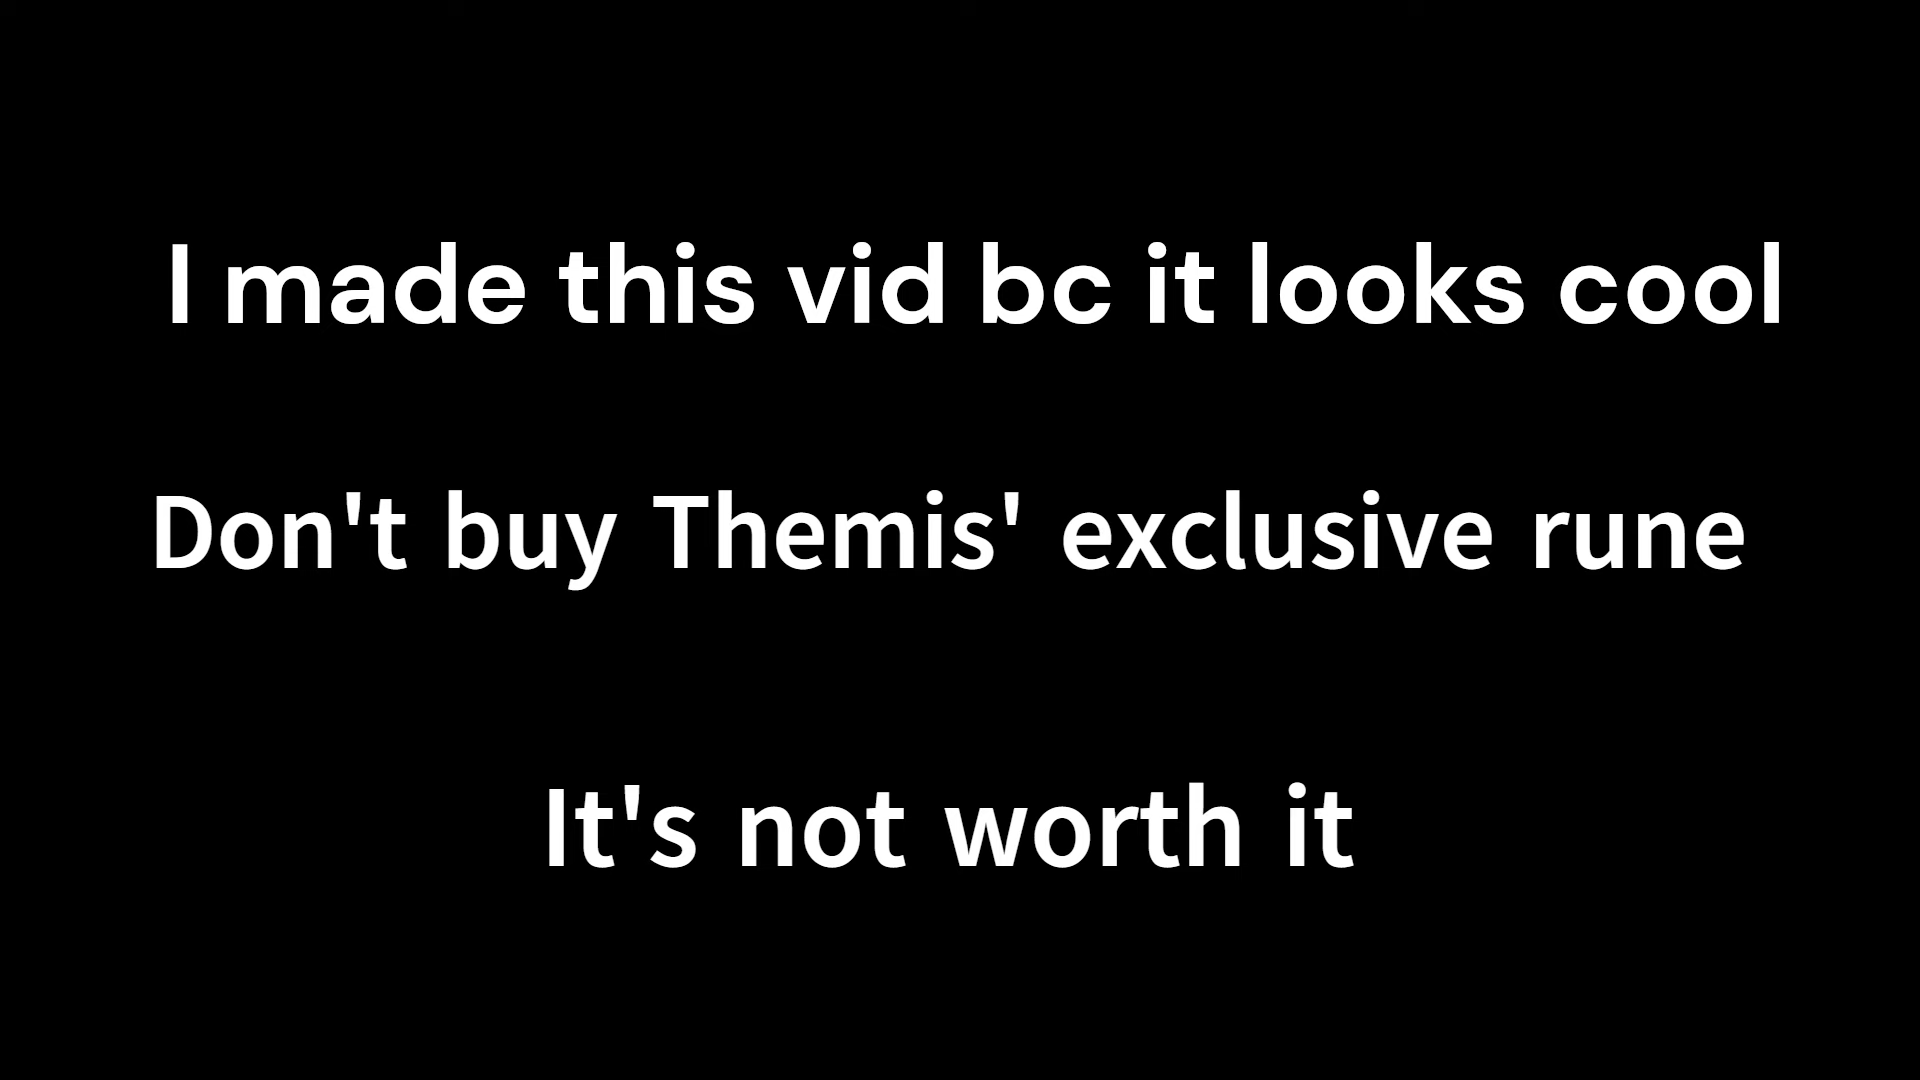 I made this vid bc it looks cool
Don't buy Themis' exclusive rune
It's not worth it